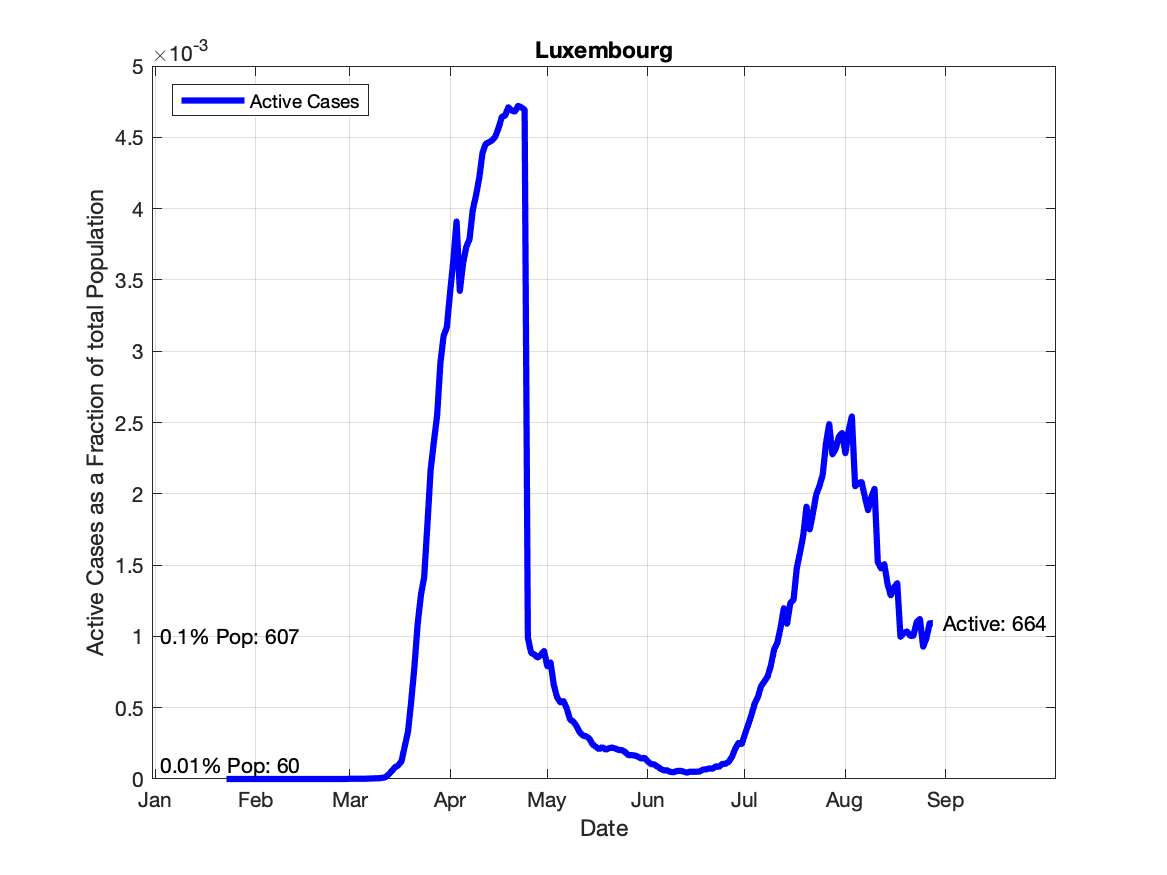 Luxembourg
×10-3
Active Cases
5
4.5
4
3.5
3
2.5
2
1.5
1
0.5
0
Active Cases as a Fraction of total Population
0.1% Pop: 607
0.01% Pop: 60
Active: 664
Jan Feb Mar Apr May Jun Jul Aug Sep
Date